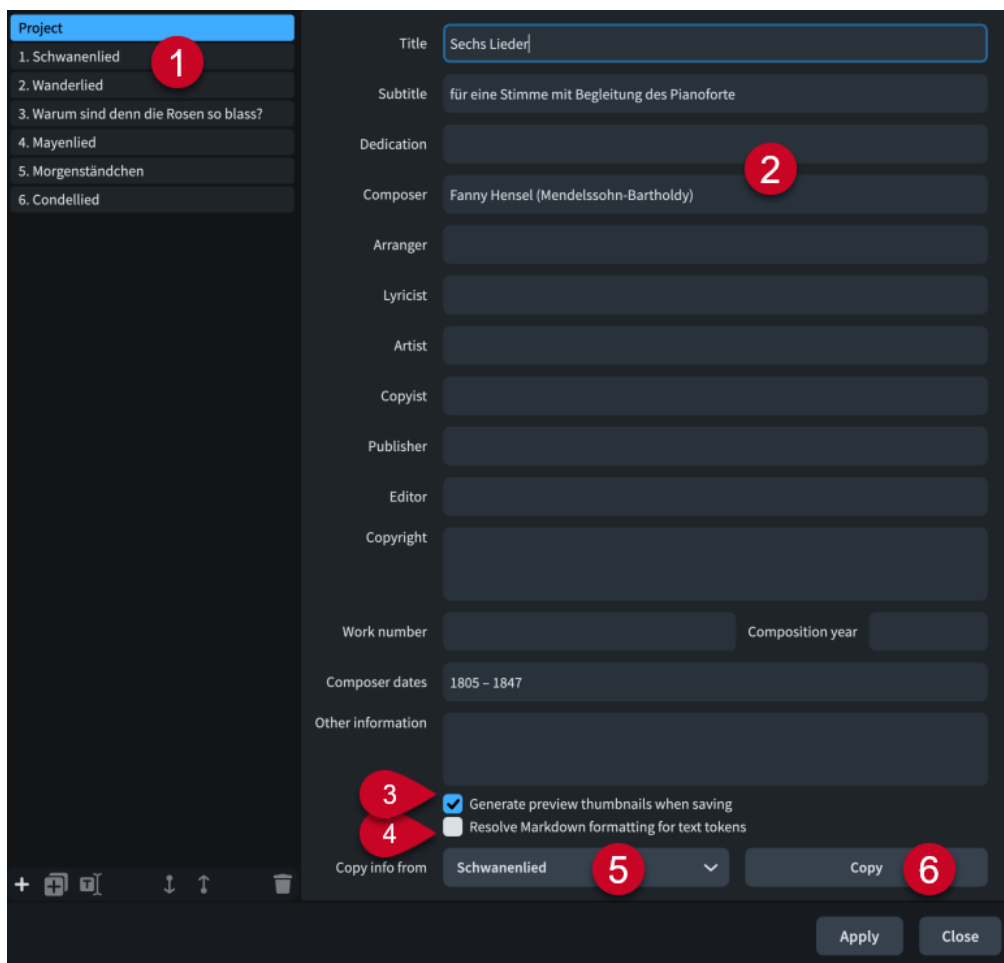 Project
1. Schwanenlied
1
2. Wanderlied
3. Warum sind denn die Rosen so blass?
4. Mayenlied
5. Morgenständchen
6. Condellied
Title Sechs Lieder
Subtitle für eine Stimme mit Begleitung des Pianoforte
Dedication
2
Composer Fanny Hensel (Mendelssohn-Bartholdy)
Arranger
Lyricist
Artist
Copyist
Publisher
Editor
Copyright
Work number Composition year
Composer dates 1805 – 1847
Other information
3 Generate preview thumbnails when saving
4 Resolve Markdown formatting for text tokens
Copy info from Schwanenlied 5 Copy 6
T
Apply Close